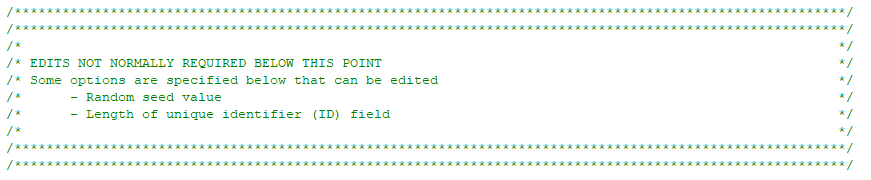 /********************************************************************************************************/
/********************************************************************************************************/
/*                                                                                                      */
/* EDITS NOT NORMALLY REQUIRED BELOW THIS POINT                                                         */
/* Some options are specified below that can be edited                                                  */
/*      - Random seed value                                                                             */
/*      - Length of unique identifier (ID) field                                                        */
/*                                                                                                      */
/********************************************************************************************************/
/********************************************************************************************************/